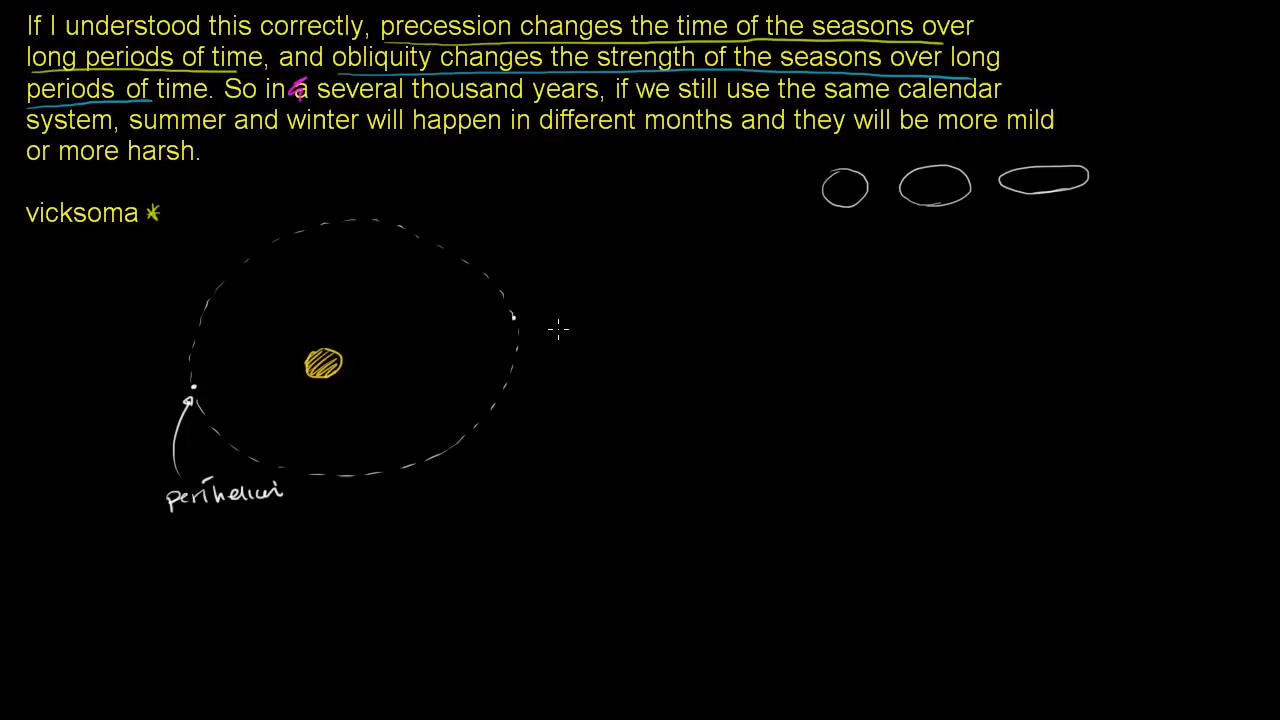 If I understood this correctly, precession changes the time of the seasons over
long periods of time, and obliquity changes the strength of the seasons over long
periods of time. So in a several thousand years, if we still use the same calendar
system, summer and winter will happen in different months and they will be more mild
or more harsh.
vicksoma *
perihelion